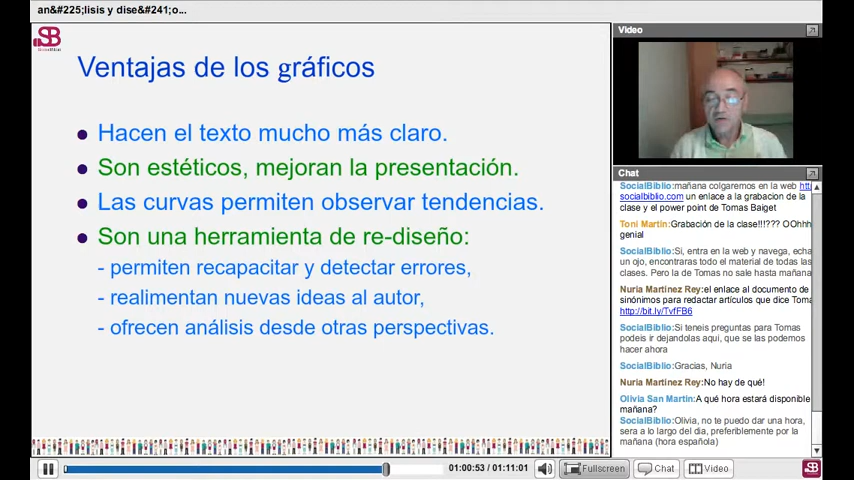 an&#225;lisis y dise&#241;o...
SB
Ventajas de los gráficos
Hacen el texto mucho más claro.
Son estéticos, mejoran la presentación.
Las curvas permiten observar tendencias.
Son una herramienta de re-diseño:
- permiten recapacitar y detectar errores,
- realimentan nuevas ideas al autor,
- ofrecen análisis desde otras perspectivas.
Video
Chat
SocialBiblio:mañana colgaremos en la web htt
socialbiblio.com un enlace a la grabacion de la
clase y el power point de Tomas Baiget
Toni Martin:Grabación de la clase!!!??? OOhhh
genial
SocialBiblio:Si, entra en la web y navega, echa
un ojo, encontraras todo el material de todas las
clases. Pero la de Tomas no sale hasta mañana
Nuria Martinez Rey:el enlace al documento de
sinónimos para redactar artículos que dice Toma
http://bit.ly/TvfFB6
SocialBiblio:Si teneis preguntas para Tomas
podeis ir dejandolas aqui, que se las podemos
hacer ahora
SocialBiblio:Gracias, Nuria
Nuria Martinez Rey:No hay de qué!
Olivia San Martin:A qué hora estará disponible
mañana?
SocialBiblio:Olivia, no te puedo dar una hora,
sera a lo largo del dia, preferiblemente por la
mañana (hora española)
01:00:53 / 01:11:01
Fullscreen
Chat
Video
SB